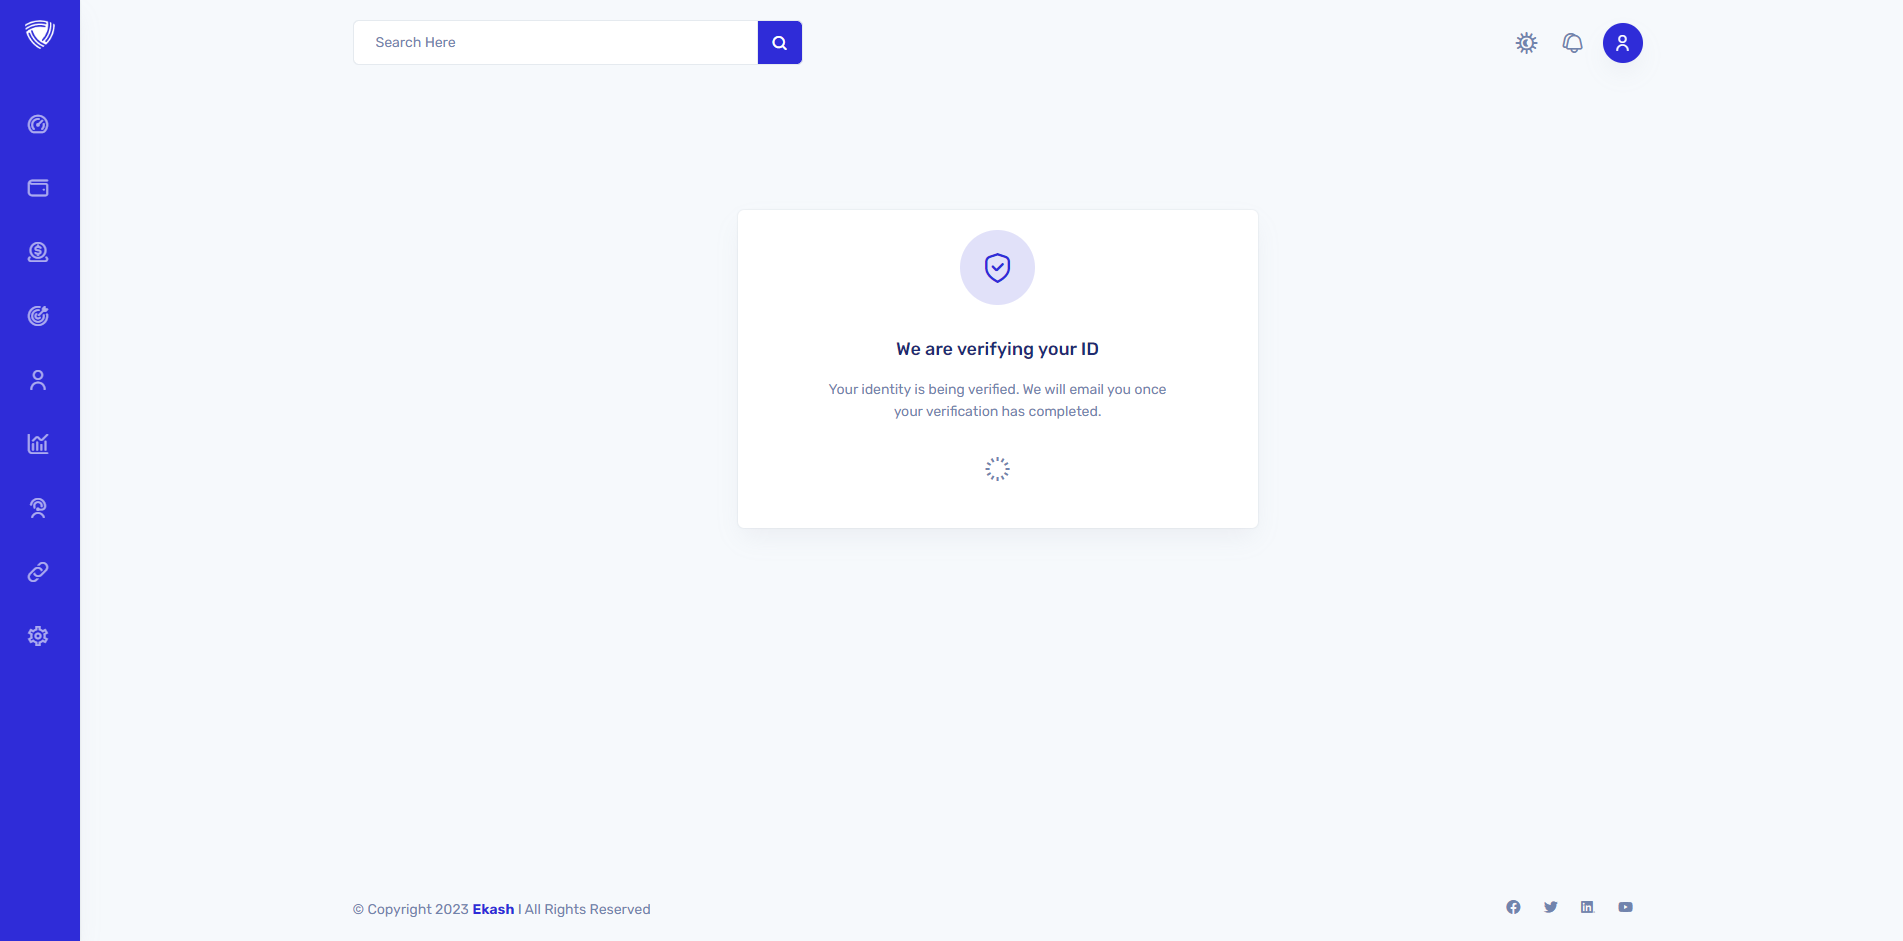 Search Here
We are verifying your ID
Your identity is being verified. We will email you once
your verification has completed.
© Copyright 2023 Ekash I All Rights Reserved